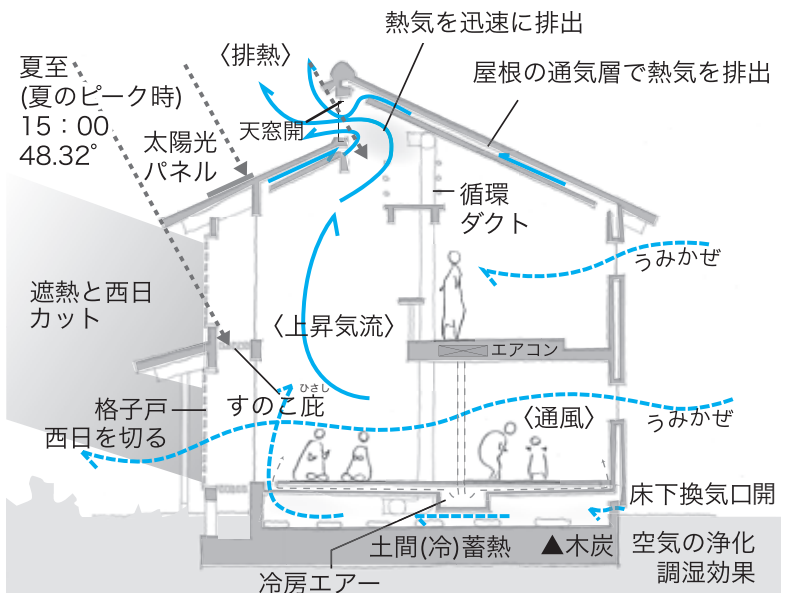 熱気を迅速に排出
〈排熱〉
夏至
(夏のピーク時)
15：00
48.32°
屋根の通気層で熱気を排出
天窓開
太陽光
パネル
循環
ダクト
うみかぜ
遮熱と西日
カット
〈上昇気流〉
エアコン
ひさし
すのこ庇
格子戸
西日を切る
〈通風〉
うみかぜ
床下換気口開
土間(冷)蓄熱
▲木炭
空気の浄化
調湿効果
冷房エアー